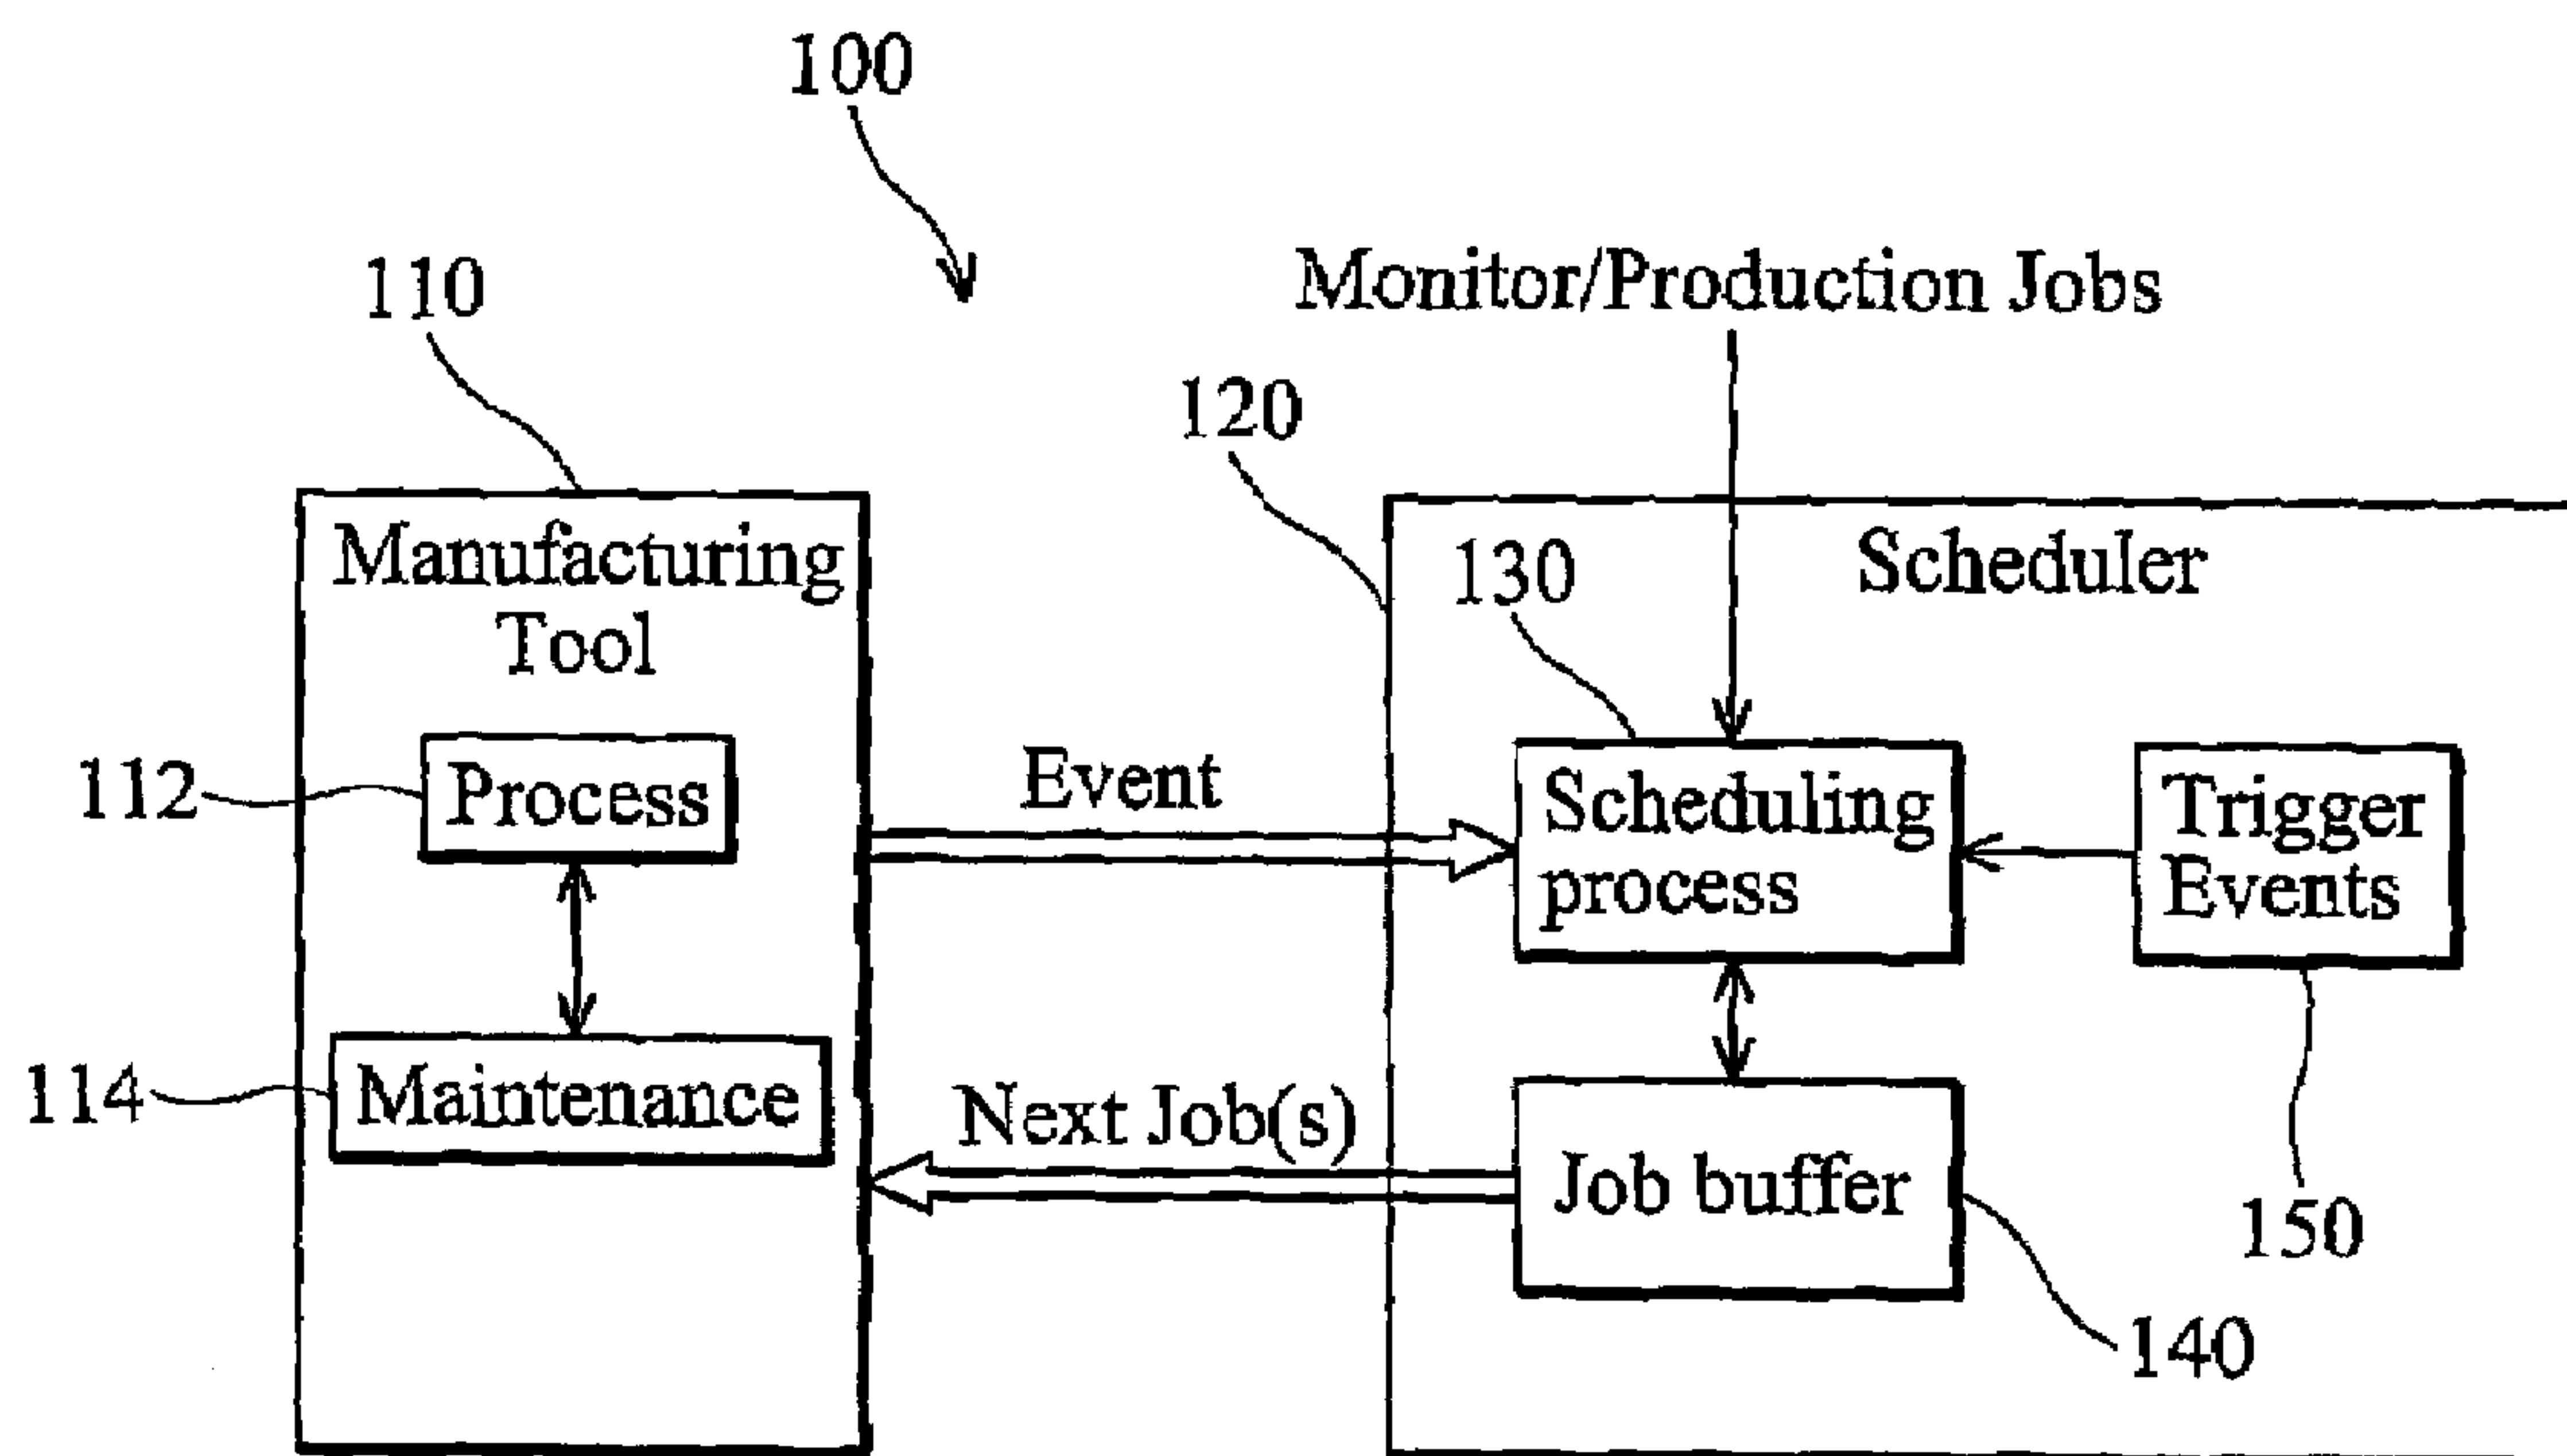 100
110
Monitor/Production Jobs
120
Manufacturing
Tool
130
Scheduler
112
Process
Event
Scheduling
process
Trigger
Events
114
Maintenance
Next Job(s)
Job buffer
150
140